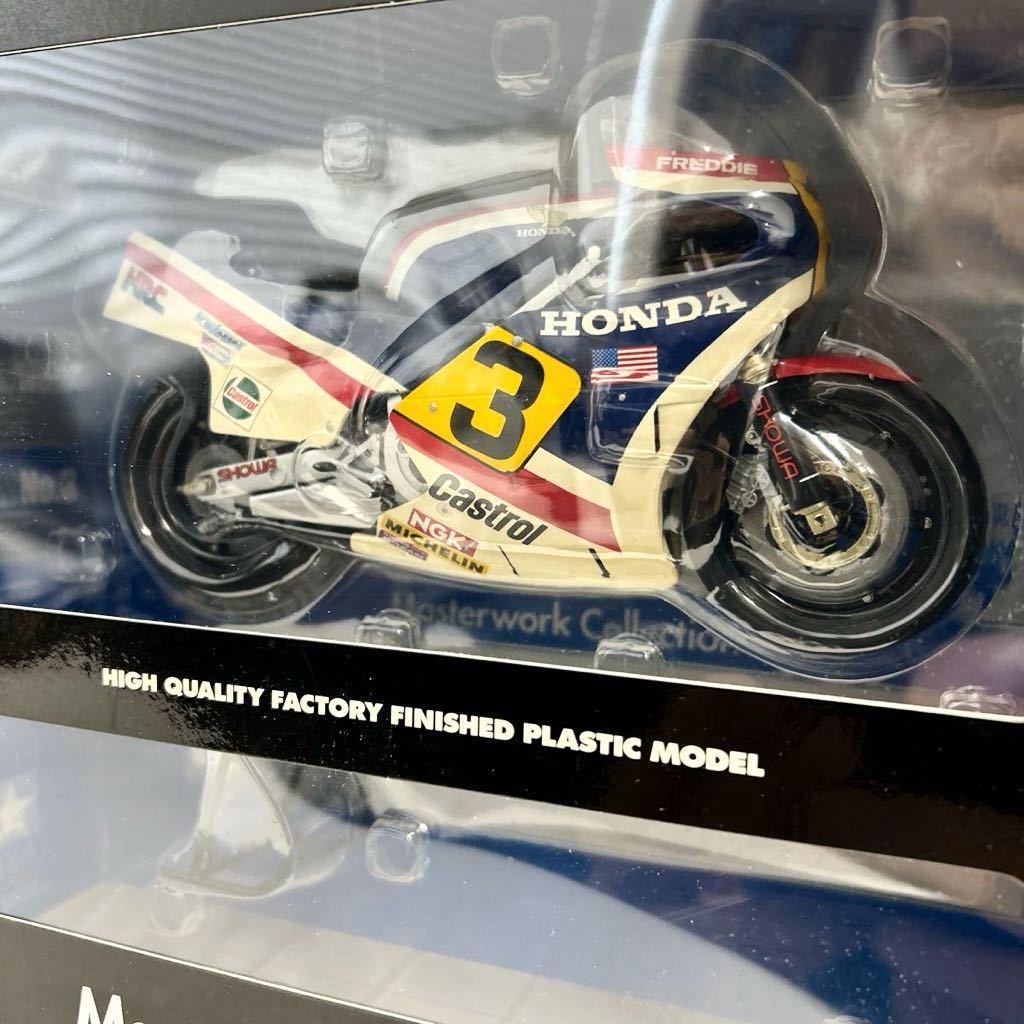 FREDDIE
HONDA
HONDA
HRC
3
Castrol
SHOWA
SHOWA
Castrol
NGK
MICHELIN
Masterwork Collection
HIGH QUALITY FACTORY FINISHED PLASTIC MODEL